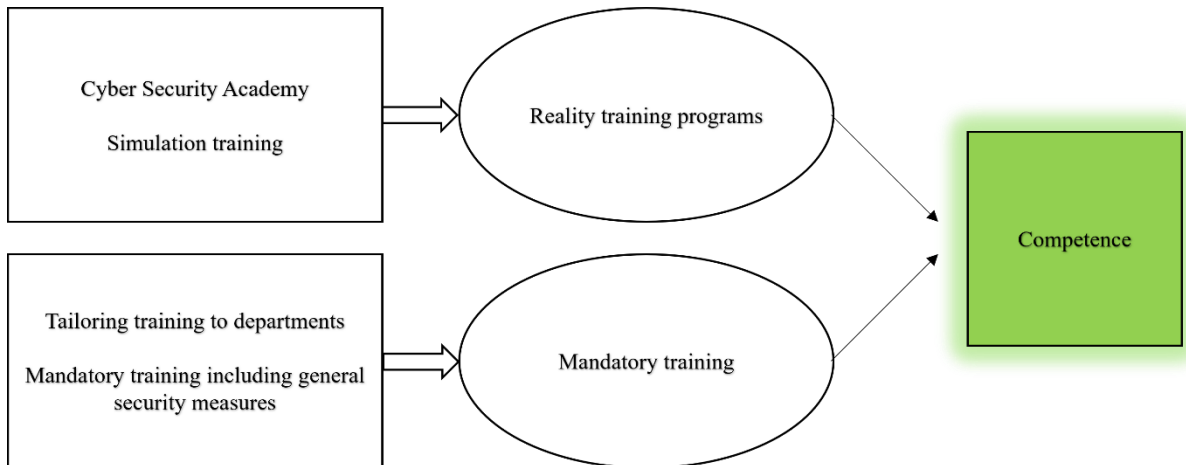 Cyber Security Academy
Simulation training
Reality training programs
Competence
Tailoring training to departments
Mandatory training including general
security measures
Mandatory training